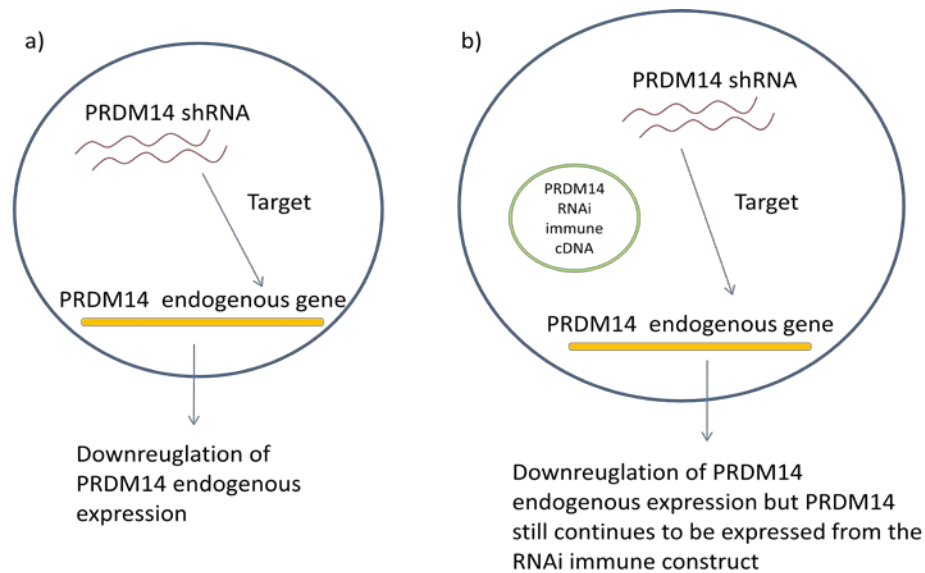 a)
PRDM14 shRNA
Target
PRDM14 endogenous gene
Downreuglation of
PRDM14 endogenous
expression
b)
PRDM14 shRNA
PRDM14
RNAi
immune
cDNA
Target
PRDM14 endogenous gene
Downreuglation of PRDM14
endogenous expression but PRDM14
still continues to be expressed from the
RNAi immune construct